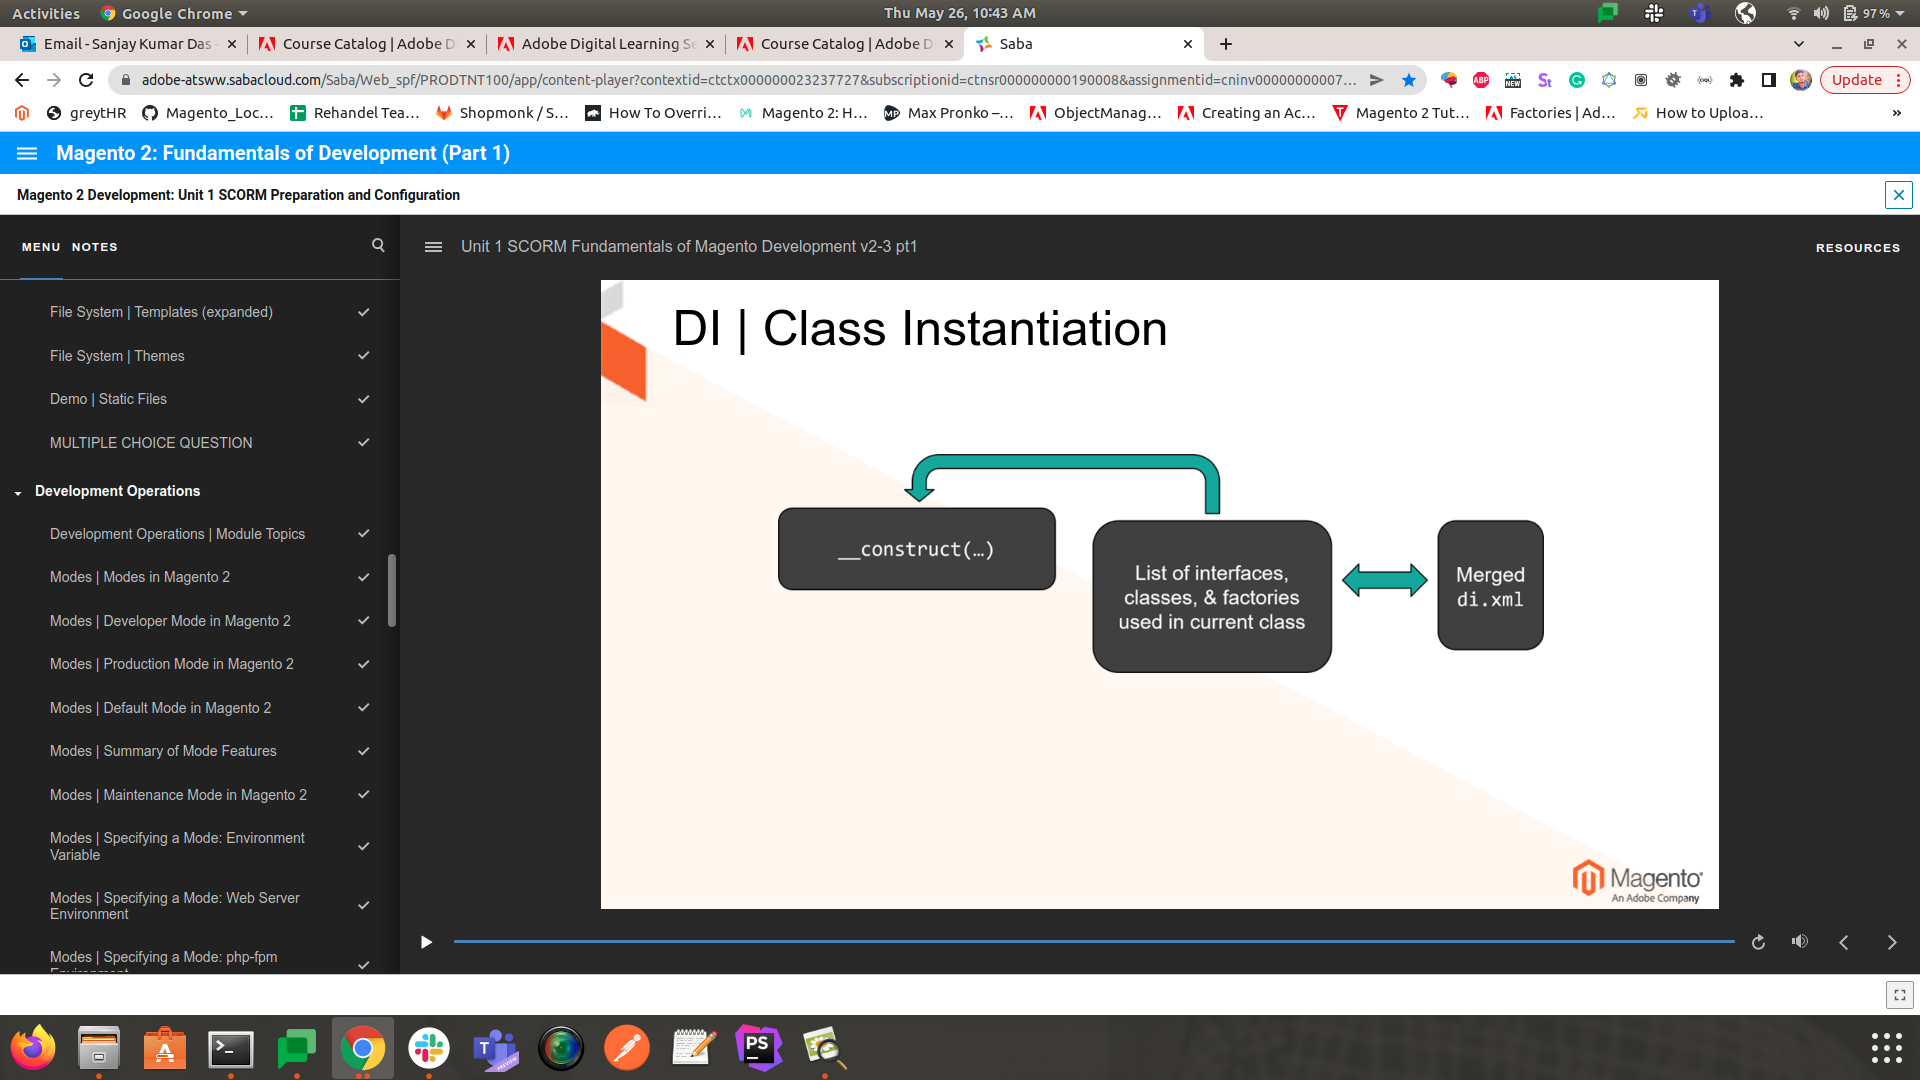 Activities
Google Chrome
Thu May 26, 10:43 AM
97 %
Email - Sanjay Kumar Das -
Course Catalog | Adobe D
Adobe Digital Learning Se
Course Catalog | Adobe D
Saba
adobe-atsww.sabacloud.com/Saba/Web_spf/PRODTNT100/app/content-player?contextid=ctctx000000023237727&subscriptionid=ctnsr000000000190008&assignmentid=cninv00000000007...
Update
greytHR
Magento_Loc...
Rehandel Tea...
Shopmonk / S...
How To Overri...
Magento 2: H...
Max Pronko –...
ObjectManag...
Creating an Ac...
Magento 2 Tut...
Factories | Ad...
How to Uploa...
»
Magento 2: Fundamentals of Development (Part 1)
Magento 2 Development: Unit 1 SCORM Preparation and Configuration
MENU NOTES
Unit 1 SCORM Fundamentals of Magento Development v2-3 pt1
RESOURCES
File System | Templates (expanded)
File System | Themes
Demo | Static Files
MULTIPLE CHOICE QUESTION
Development Operations
Development Operations | Module Topics
Modes | Modes in Magento 2
Modes | Developer Mode in Magento 2
Modes | Production Mode in Magento 2
Modes | Default Mode in Magento 2
Modes | Summary of Mode Features
Modes | Maintenance Mode in Magento 2
Modes | Specifying a Mode: Environment
Variable
Modes | Specifying a Mode: Web Server
Environment
Modes | Specifying a Mode: php-fpm
DI | Class Instantiation
__construct(…)
List of interfaces,
classes, & factories
used in current class
Merged
di.xml
Magento
An Adobe Company